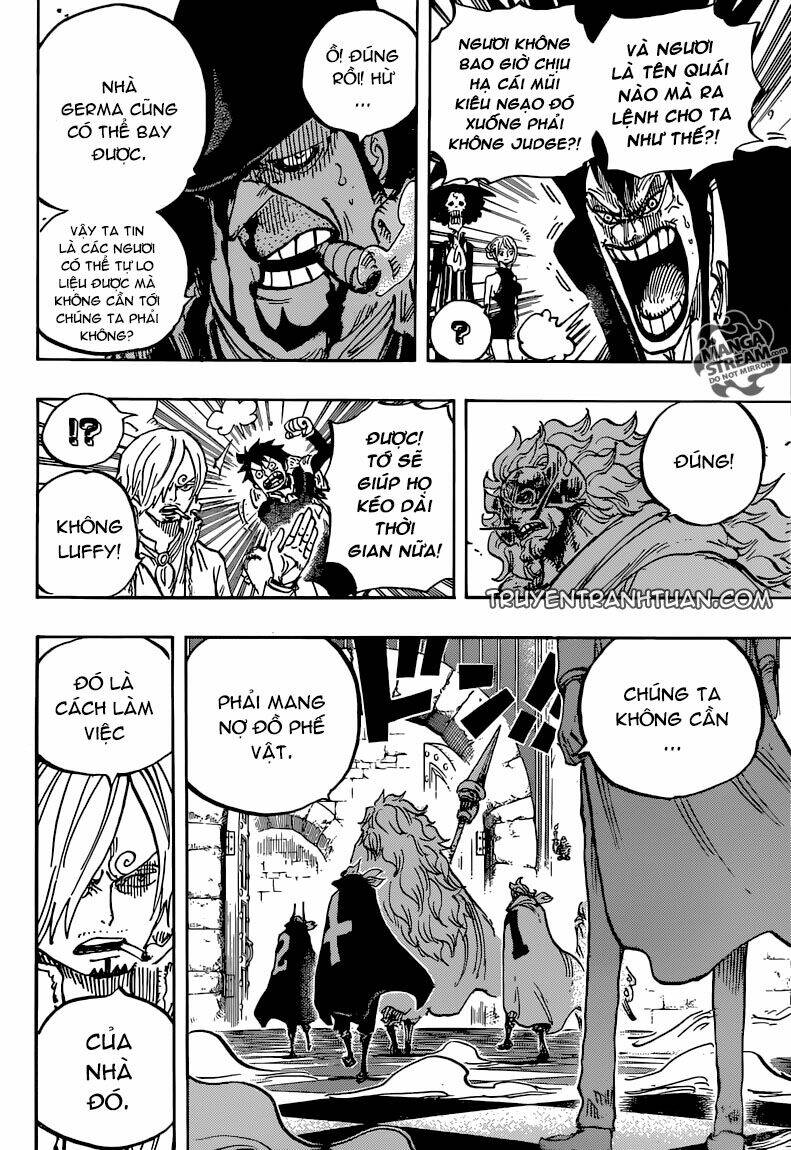 VÀ NGƯƠI
LÀ TÊN QUÁI
NÀO MÀ RA
LỆNH CHO TA
NHƯ THẾ?!
NGƯƠI KHÔNG
BAO GIỜ CHỊU
HẠ CÁI MŨI
KIÊU NGẠO ĐÓ
XUỐNG PHẢI
KHÔNG JUDGE?!
?
MANGA
STREAM.com
DO NOT MIRROR
Ồ! ĐÚNG
RỒI! HỪ
...
NHÀ
GERMA CŨNG
CÓ THỂ BAY
ĐƯỢC.
VẬY TA TIN
LÀ CÁC NGƯƠI
CÓ THỂ TỰ LO
LIỆU ĐƯỢC MÀ
KHÔNG CẦN TỚI
CHÚNG TA PHẢI
KHÔNG?
ĐÚNG!
TRUYENTRANHTUAN.COM
ĐƯỢC!
TỚ SẼ
GIÚP HỌ
KÉO DÀI
THỜI
GIAN NỮA!
!?
KHÔNG
LUFFY!
CHÚNG TA
KHÔNG CẦN
...
PHẢI MANG
NỢ ĐỒ PHẾ
VẬT.
ドン!!
2
1
ĐÓ LÀ
CÁCH LÀM
VIỆC
CỦA
NHÀ
ĐÓ.